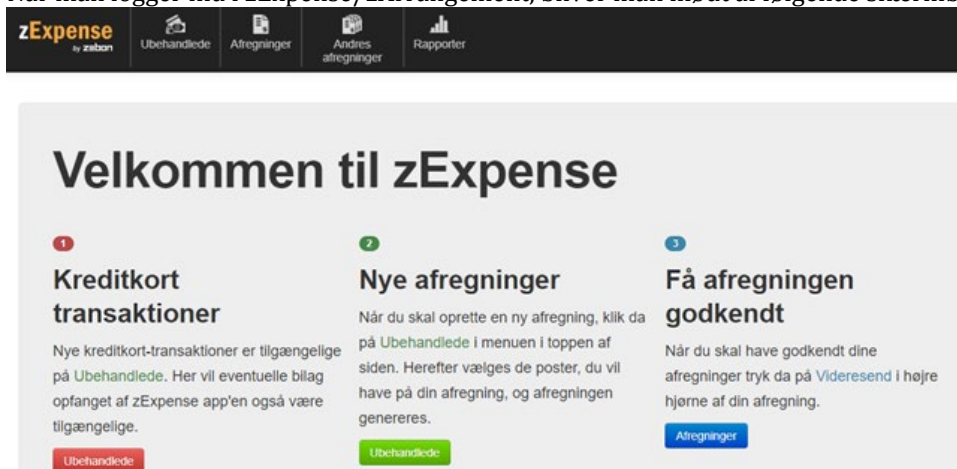 zExpense
by zebon
Ubehandlede
Afregninger
Andres
afregninger
Rapporter
Velkommen til zExpense
1
Kreditkort
transaktioner
Nye kreditkort-transaktioner er tilgængelige
på Ubehandlede. Her vil eventuelle bilag
opfanget af zExpense app'en også være
tilgængelige.
Ubehandlede
2
Nye afregninger
Når du skal oprette en ny afregning, klik da
på Ubehandlede i menuen i toppen af
siden. Herefter vælges de poster, du vil
have på din afregning, og afregningen
genereres.
Ubehandlede
3
Få afregningen
godkendt
Når du skal have godkendt dine
afregninger tryk da på Videresend i højre
hjørne af din afregning.
Afregninger